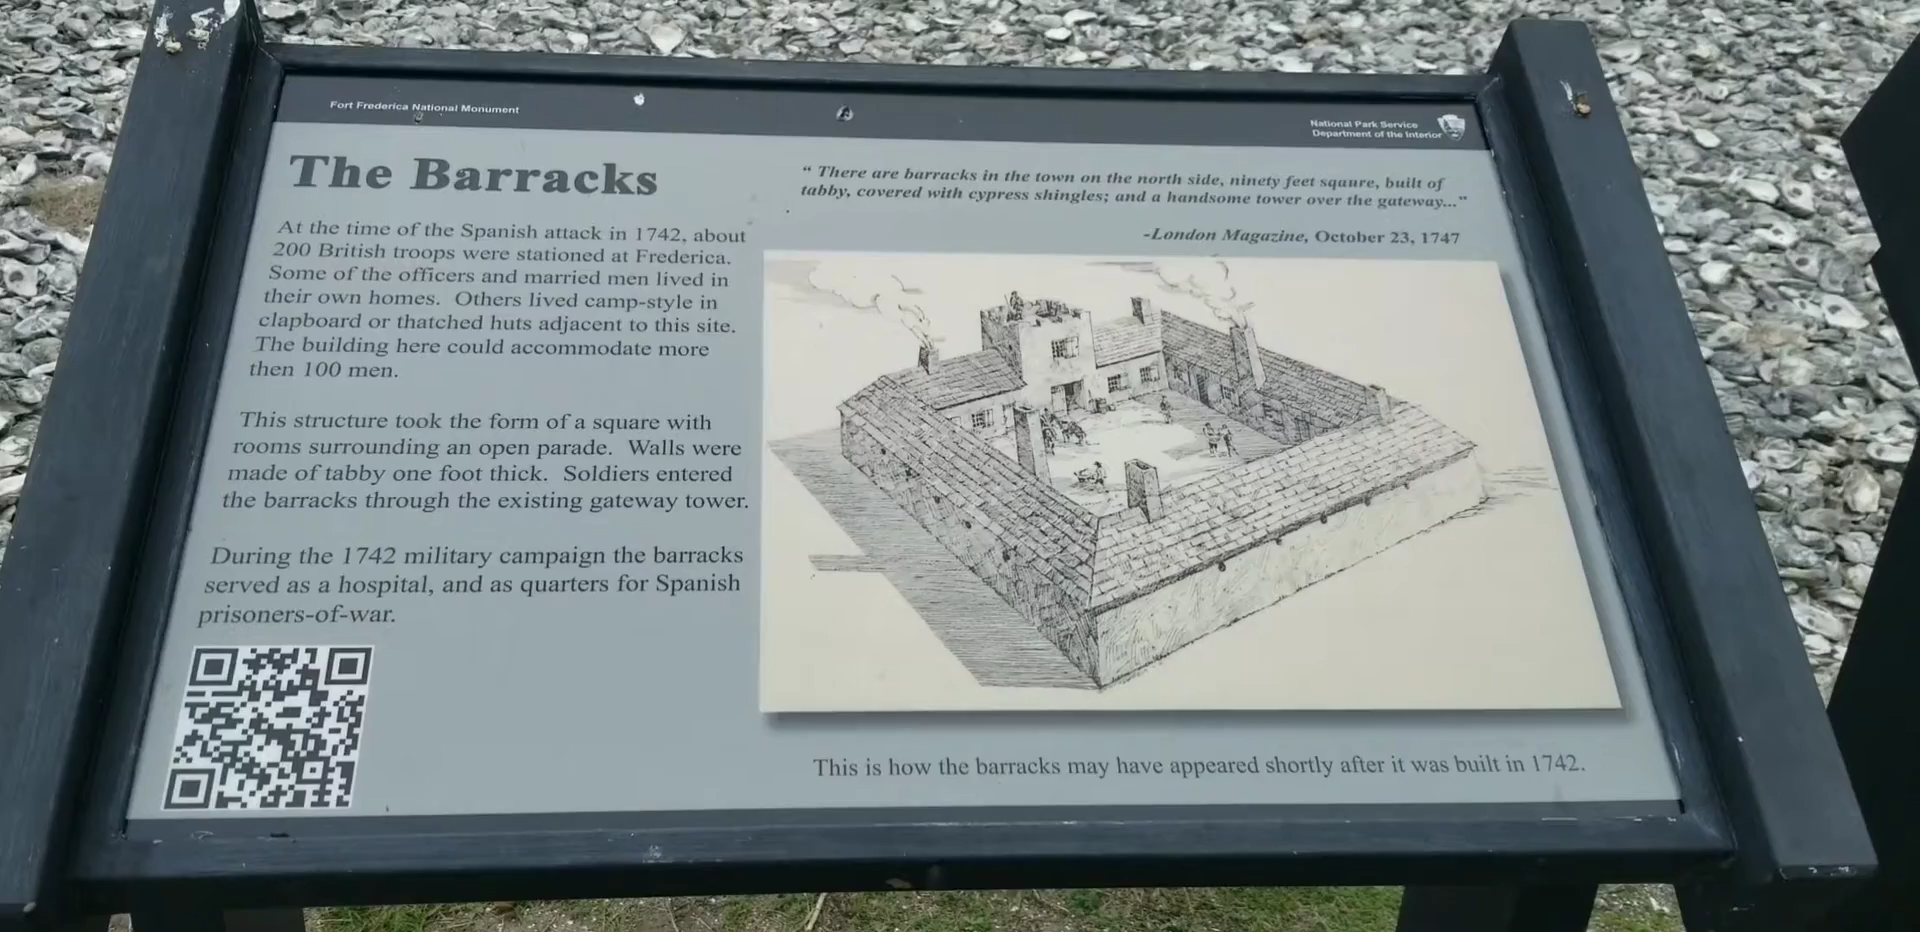 Fort Frederica National Monument
National Park Service
Department of the Interior
The Barracks
At the time of the Spanish attack in 1742, about
200 British troops were stationed at Frederica.
Some of the officers and married men lived in
their own homes. Others lived camp-style in
clapboard or thatched huts adjacent to this site.
The building here could accommodate more
then 100 men.
This structure took the form of a square with
rooms surrounding an open parade. Walls were
made of tabby one foot thick. Soldiers entered
the barracks through the existing gateway tower.
During the 1742 military campaign the barracks
served as a hospital, and as quarters for Spanish
prisoners-of-war.
“ There are barracks in the town on the north side, ninety feet sqaure, built of
tabby, covered with cypress shingles; and a handsome tower over the gateway...”
-London Magazine, October 23, 1747
This is how the barracks may have appeared shortly after it was built in 1742.